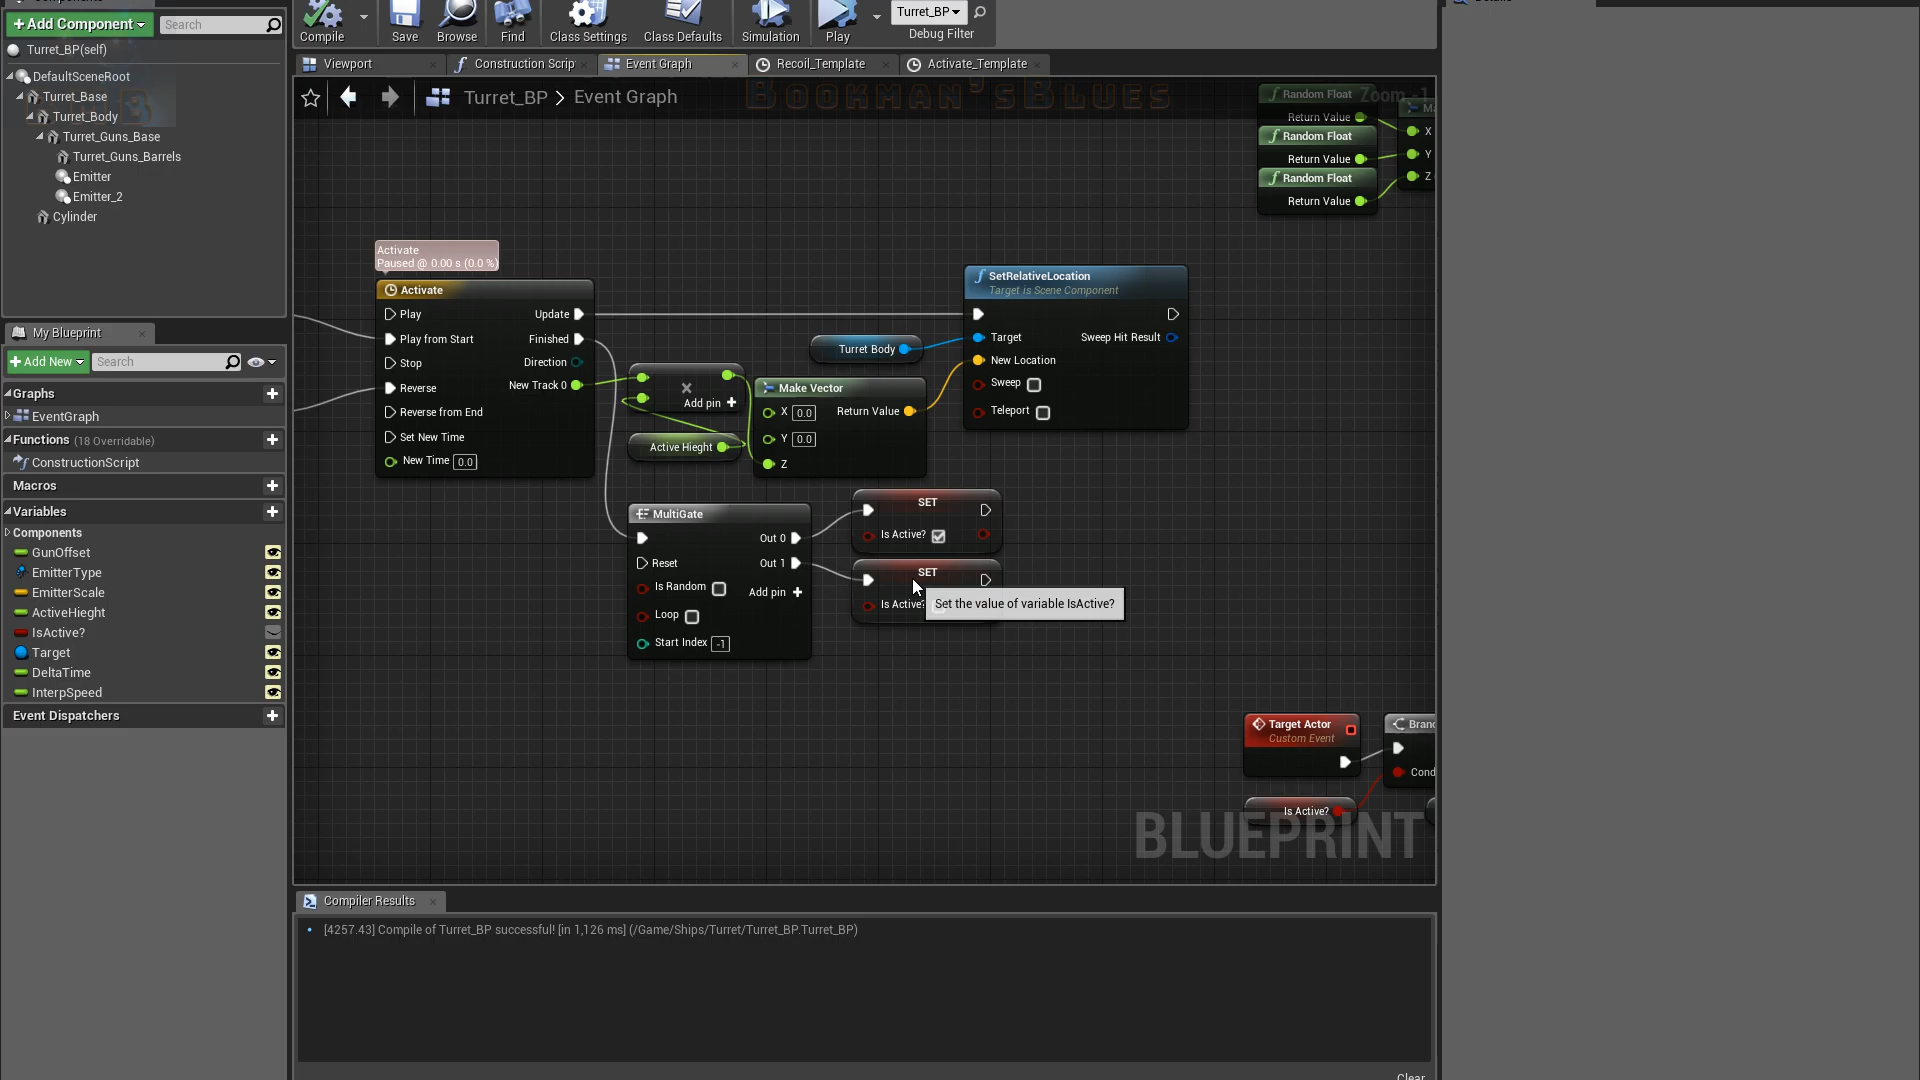 Components
Add Component
Search
Turret_BP(self)
DefaultSceneRoot
Turret_Base
Turret_Body
Turret_Guns_Base
Turret_Guns_Barrels
Emitter
Emitter_2
Cylinder
My Blueprint
Add New
Search
Graphs
EventGraph
Functions (18 Overridable)
ConstructionScript
Macros
Variables
Components
GunOffset
EmitterType
EmitterScale
ActiveHieght
IsActive?
Target
DeltaTime
InterpSpeed
Event Dispatchers
Compile
Save
Browse
Find
Class Settings
Class Defaults
Simulation
Play
Turret_BP
Debug Filter
Details
Viewport
Construction Scrip
Event Graph
Recoil_Template
Activate_Template
Turret_BP > Event Graph
Bookman's Blues
Zoom -1
Random Float
Return Value
Random Float
Return Value
Random Float
Return Value
Ma
X
Y
Z
Activate
Paused @ 0.00 s (0.0 %)
Activate
Play
Update
Play from Start
Finished
Stop
Direction
Reverse
New Track 0
Reverse from End
Set New Time
New Time 0.0
Add pin
Active Hieght
Turret Body
Make Vector
X 0.0
Return Value
Y 0.0
Z
SetRelativeLocation
Target is Scene Component
Target
Sweep Hit Result
New Location
Sweep
Teleport
MultiGate
Out 0
Reset
Out 1
Is Random
Add pin
Loop
Start Index -1
SET
Is Active?
SET
Is Active?
Set the value of variable IsActive?
Target Actor
Custom Event
Is Active?
Branc
Cond
BLUEPRINT
Compiler Results
[4257.43] Compile of Turret_BP successful! [in 1,126 ms] (/Game/Ships/Turret/Turret_BP.Turret_BP)
Clear